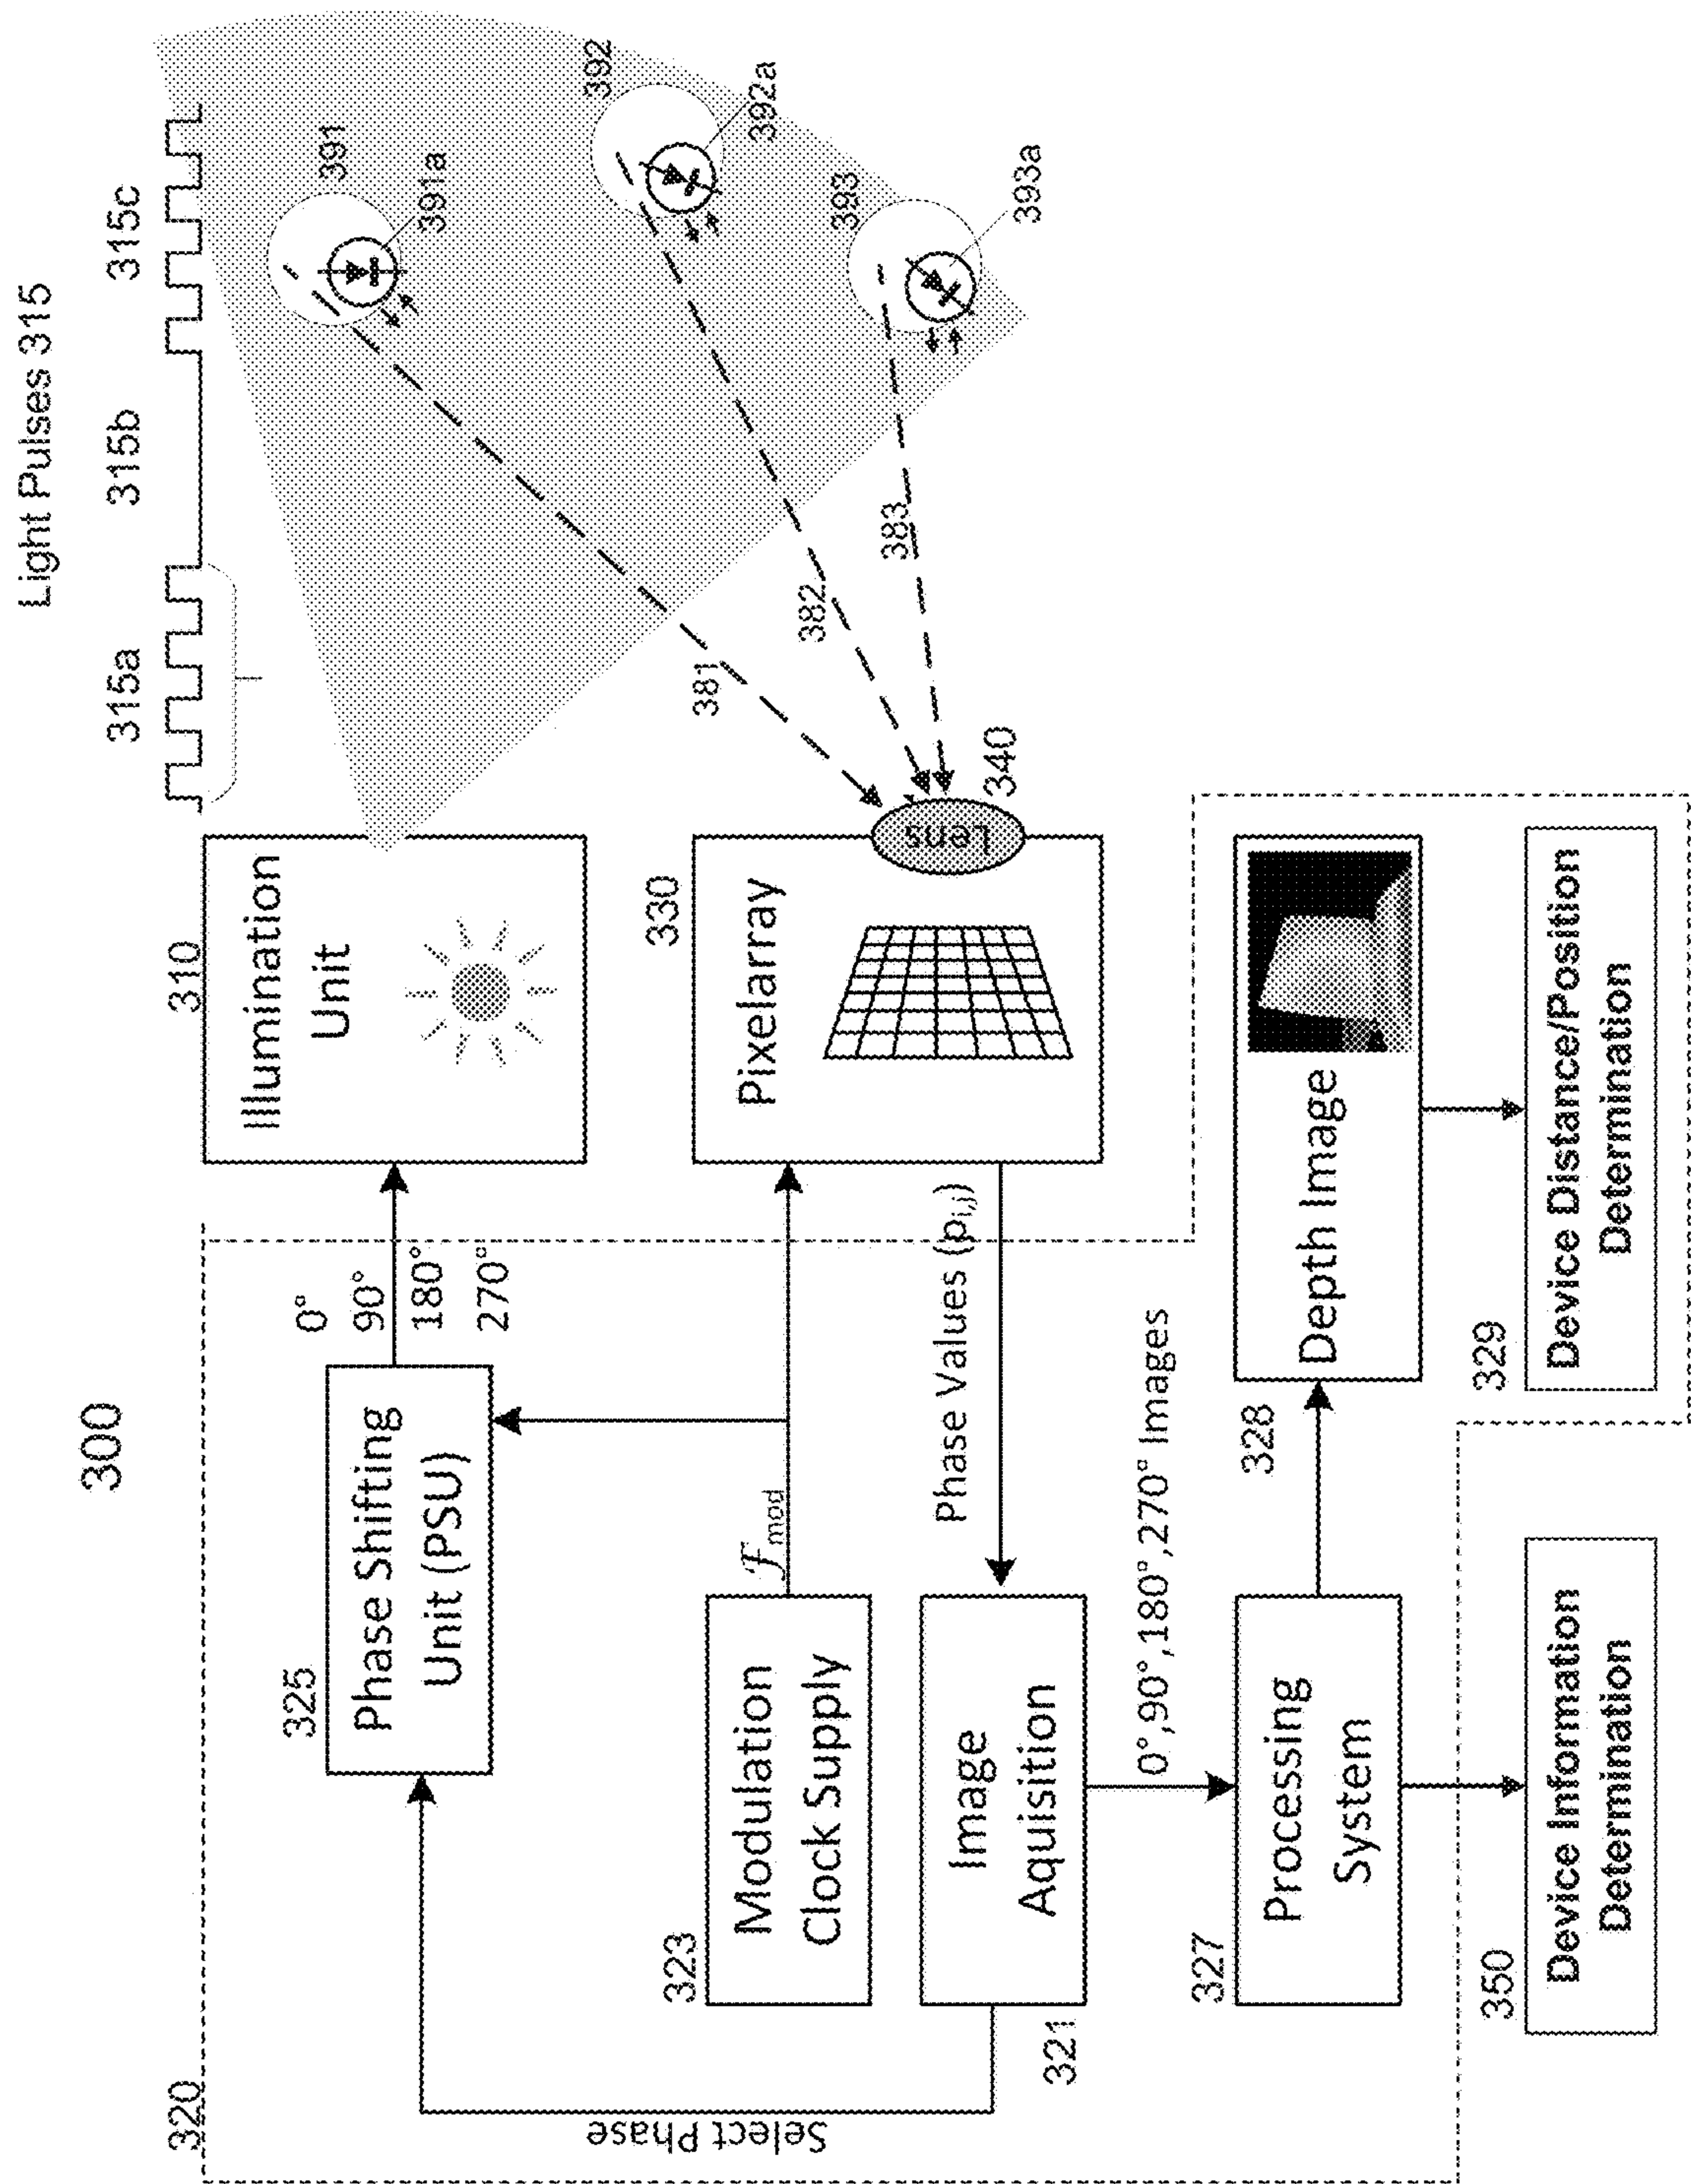 300
Light Pulses 315
315a
315b
315c
320
325
Phase Shifting
Unit (PSU)
0°
90°
180°
270°
310
Illumination
Unit
391
391a
392
392a
393
393a
381
382
383
Select Phase
323
Modulation
Clock Supply
ℱmod
330
Pixelarray
Lens
340
321
Image
Aquisition
Phase Values (pi,j)
0°,90°,180°,270° Images
327
Processing
System
328
Depth Image
350
Device Information
Determination
329
Device Distance/Position
Determination